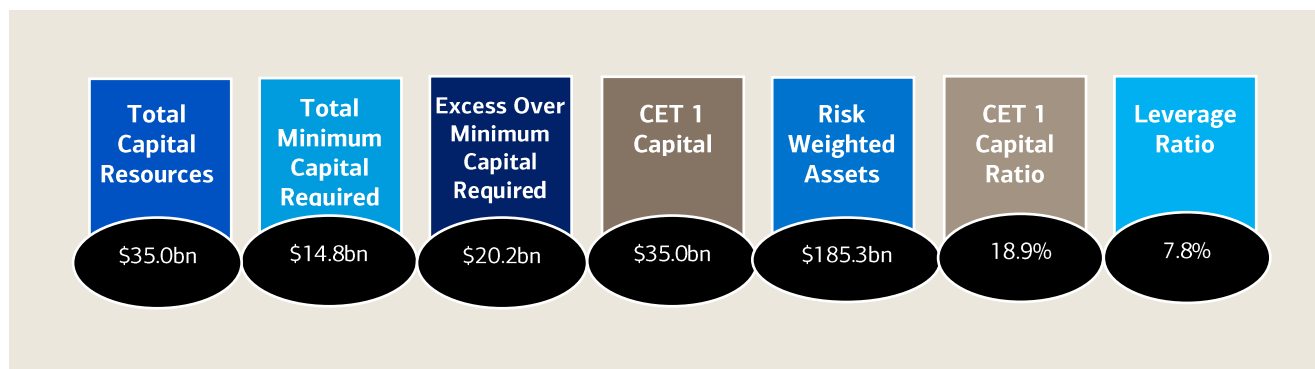 Total
Capital
Resources
$35.0bn
Total
Minimum
Capital
Required
$14.8bn
Excess Over
Minimum
Capital
Required
$20.2bn
CET 1
Capital
$35.0bn
Risk
Weighted
Assets
$185.3bn
CET 1
Capital
Ratio
18.9%
Leverage
Ratio
7.8%